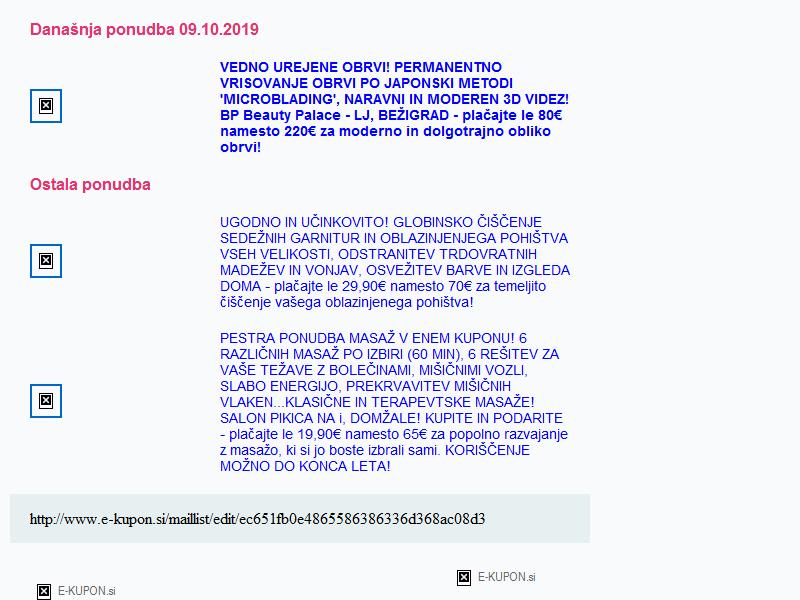 Današnja ponudba 09.10.2019
VEDNO UREJENE OBRVI! PERMANENTNO
VRISOVANJE OBRVI PO JAPONSKI METODI
'MICROBLADING', NARAVNI IN MODEREN 3D VIDEZ!
BP Beauty Palace - LJ, BEŽIGRAD - plačajte le 80€
namesto 220€ za moderno in dolgotrajno obliko
obrvi!
Ostala ponudba
UGODNO IN UČINKOVITO! GLOBINSKO ČIŠČENJE
SEDEŽNIH GARNITUR IN OBLAZINJENJEGA POHIŠTVA
VSEH VELIKOSTI, ODSTRANITEV TRDOVRATNIH
MADEŽEV IN VONJAV, OSVEŽITEV BARVE IN IZGLEDA
DOMA - plačajte le 29,90€ namesto 70€ za temeljito
čiščenje vašega oblazinjenega pohištva!
PESTRA PONUDBA MASAŽ V ENEM KUPONU! 6
RAZLIČNIH MASAŽ PO IZBIRI (60 MIN), 6 REŠITEV ZA
VAŠE TEŽAVE Z BOLEČINAMI, MIŠIČNIMI VOZLI,
SLABO ENERGIJO, PREKRVAVITEV MIŠIČNIH
VLAKEN...KLASIČNE IN TERAPEVTSKE MASAŽE!
SALON PIKICA NA i, DOMŽALE! KUPITE IN PODARITE
- plačajte le 19,90€ namesto 65€ za popolno razvajanje
z masažo, ki si jo boste izbrali sami. KORIŠČENJE
MOŽNO DO KONCA LETA!
http://www.e-kupon.si/maillist/edit/ec651fb0e4865586386336d368ac08d3
E-KUPON.si
E-KUPON.si